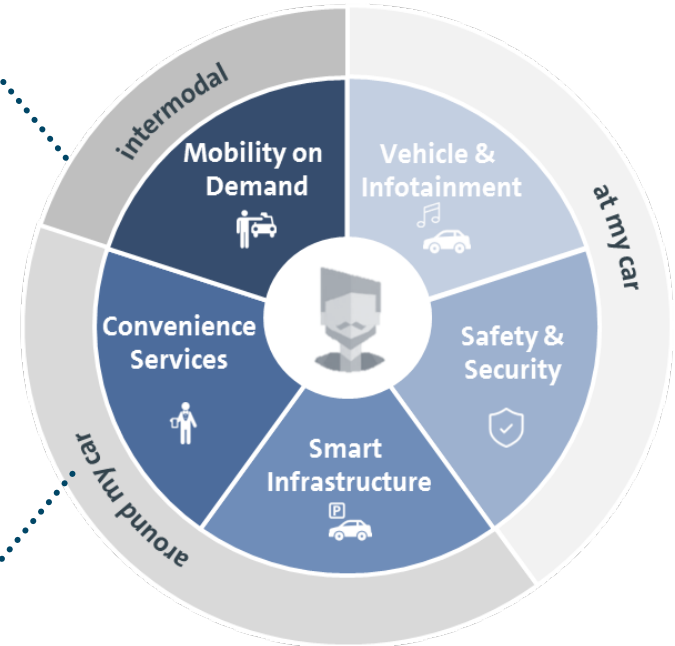 intermodal
Mobility on
Demand
Vehicle &
Infotainment
at my car
Convenience
Services
Safety &
Security
Smart
Infrastructure
P
around my car